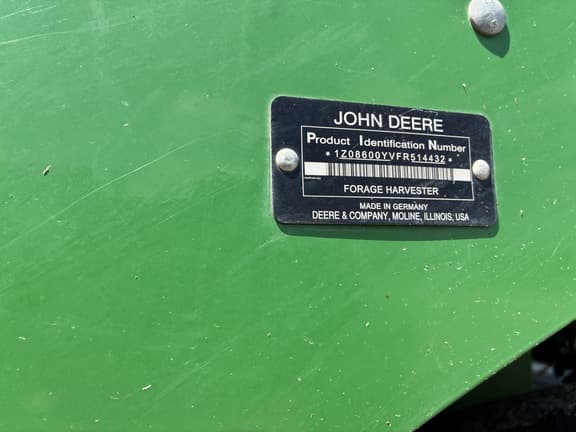 JOHN DEERE
Product Identification Number
*1Z08600YVFR514432*
FORAGE HARVESTER
MADE IN GERMANY
DEERE & COMPANY, MOLINE, ILLINOIS, USA